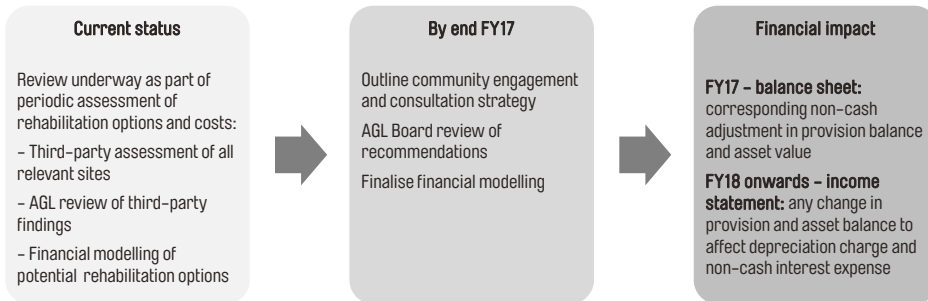 Current status
Review underway as part of
periodic assessment of
rehabilitation options and costs:
– Third-party assessment of all
relevant sites
– AGL review of third-party
findings
– Financial modelling of
potential rehabilitation options
By end FY17
Outline community engagement
and consultation strategy
AGL Board review of
recommendations
Finalise financial modelling
Financial impact
FY17 – balance sheet:
corresponding non-cash
adjustment in provision balance
and asset value
FY18 onwards – income
statement: any change in
provision and asset balance to
affect depreciation charge and
non-cash interest expense